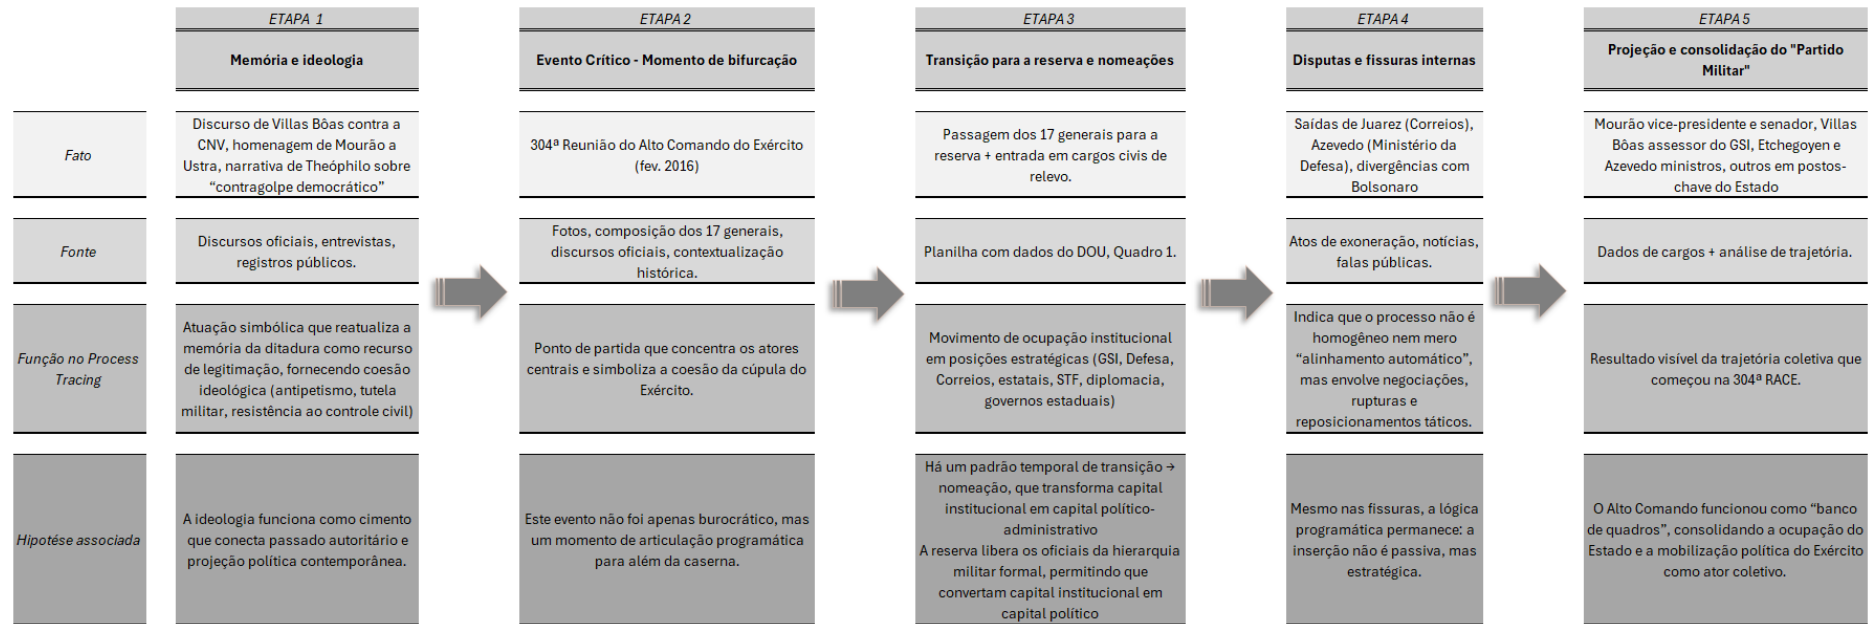 ETAPA 1
ETAPA 2
ETAPA 3
ETAPA 4
ETAPA 5
Memória e ideologia
Evento Crítico - Momento de bifurcação
Transição para a reserva e nomeações
Disputas e fissuras internas
Projeção e consolidação do "Partido
Militar"
Fato
Discurso de Villas Bôas contra a
CNV, homenagem de Mourão a
Ustra, narrativa de Theóphilo sobre
“contragolpe democrático”
304ª Reunião do Alto Comando do Exército
(fev. 2016)
Passagem dos 17 generais para a
reserva + entrada em cargos civis de
relevo.
Saídas de Juarez (Correios),
Azevedo (Ministério da
Defesa), divergências com
Bolsonaro
Mourão vice-presidente e senador, Villas
Bôas assessor do GSI, Etchegoyen e
Azevedo ministros, outros em postos-
chave do Estado
Fonte
Discursos oficiais, entrevistas,
registros públicos.
Fotos, composição dos 17 generais,
discursos oficiais, contextualização
histórica.
Planilha com dados do DOU, Quadro 1.
Atos de exoneração, notícias,
falas públicas.
Dados de cargos + análise de trajetória.
Função no Process
Tracing
Atuação simbólica que reatualiza a
memória da ditadura como recurso
de legitimação, fornecendo coesão
ideológica (antipetismo, tutela
militar, resistência ao controle civil)
Ponto de partida que concentra os atores
centrais e simboliza a coesão da cúpula do
Exército.
Movimento de ocupação institucional
em posições estratégicas (GSI, Defesa,
Correios, estatais, STF, diplomacia,
governos estaduais)
Indica que o processo não é
homogêneo nem mero
“alinhamento automático”,
mas envolve negociações,
rupturas e
reposicionamentos táticos.
Resultado visível da trajetória coletiva que
começou na 304ª RACE.
Hipotése associada
A ideologia funciona como cimento
que conecta passado autoritário e
projeção política contemporânea.
Este evento não foi apenas burocrático, mas
um momento de articulação programática
para além da caserna.
Há um padrão temporal de transição →
nomeação, que transforma capital
institucional em capital político-
administrativo
A reserva libera os oficiais da hierarquia
militar formal, permitindo que
convertam capital institucional em
capital político
Mesmo nas fissuras, a lógica
programática permanece: a
inserção não é passiva, mas
estratégica.
O Alto Comando funcionou como “banco
de quadros”, consolidando a ocupação do
Estado e a mobilização política do Exército
como ator coletivo.